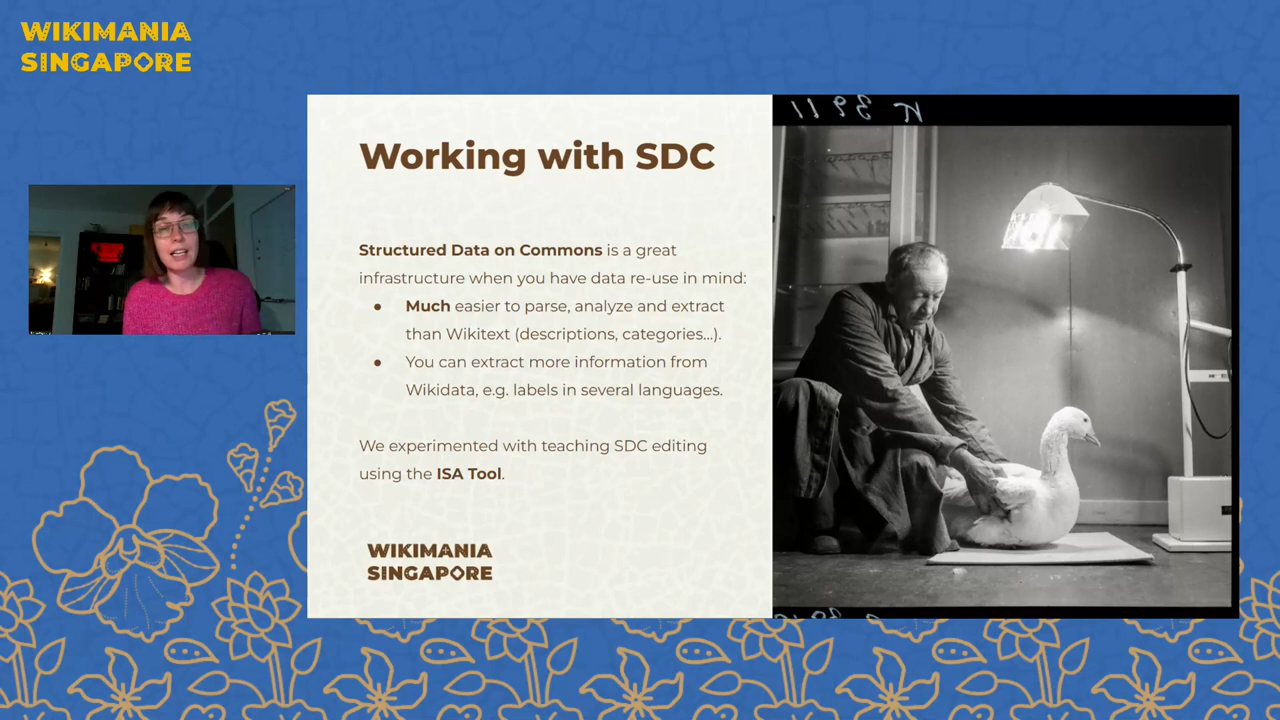 WIKIMANIA
SINGAPORE
Working with SDC
Structured Data on Commons is a great
infrastructure when you have data re-use in mind:
● Much easier to parse, analyze and extract
than Wikitext (descriptions, categories...).
● You can extract more information from
Wikidata, e.g. labels in several languages.
We experimented with teaching SDC editing
using the ISA Tool.
WIKIMANIA
SINGAPORE